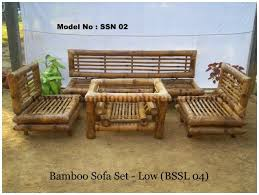 Model No : SSN 02
Bamboo Sofa Set - Low (BSSL 04)